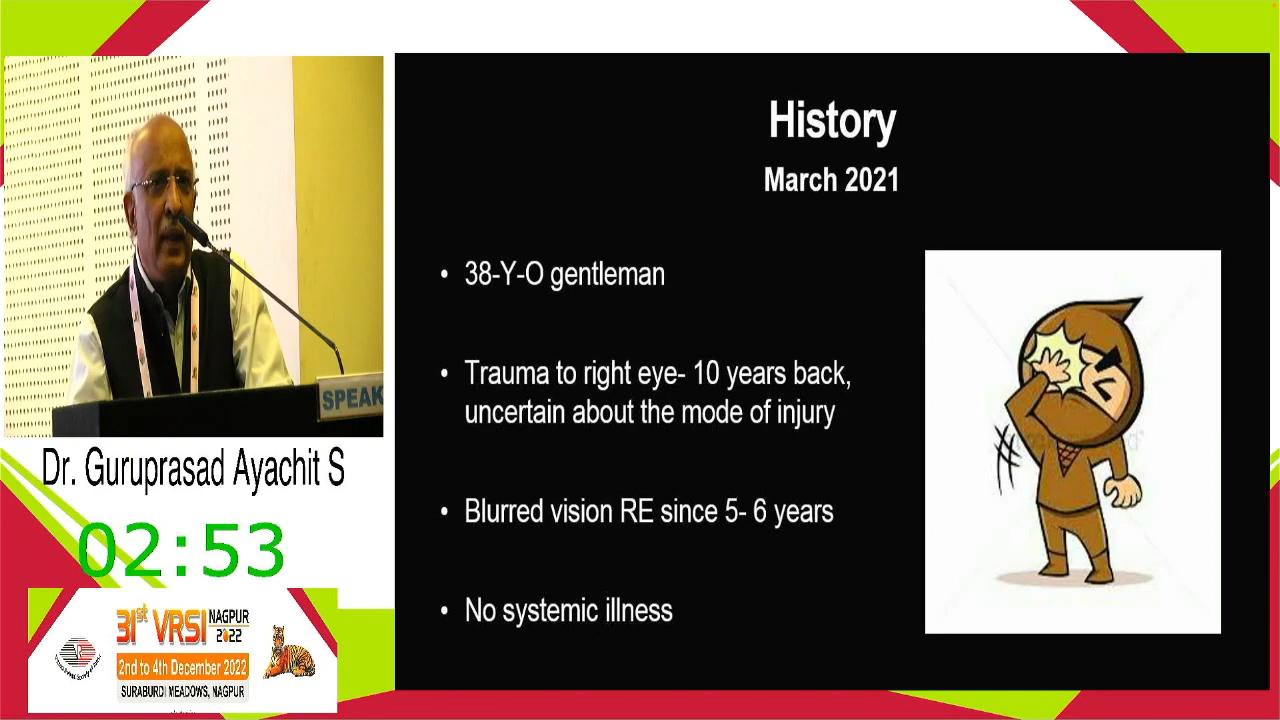 History
March 2021
• 38-Y-O gentleman
• Trauma to right eye- 10 years back,
uncertain about the mode of injury
• Blurred vision RE since 5- 6 years
• No systemic illness
SPEAK
Dr. Guruprasad Ayachit S
02:53
31st VRSI NAGPUR
2022
2nd to 4th December 2022
SURABURDI MEADOWS, NAGPUR